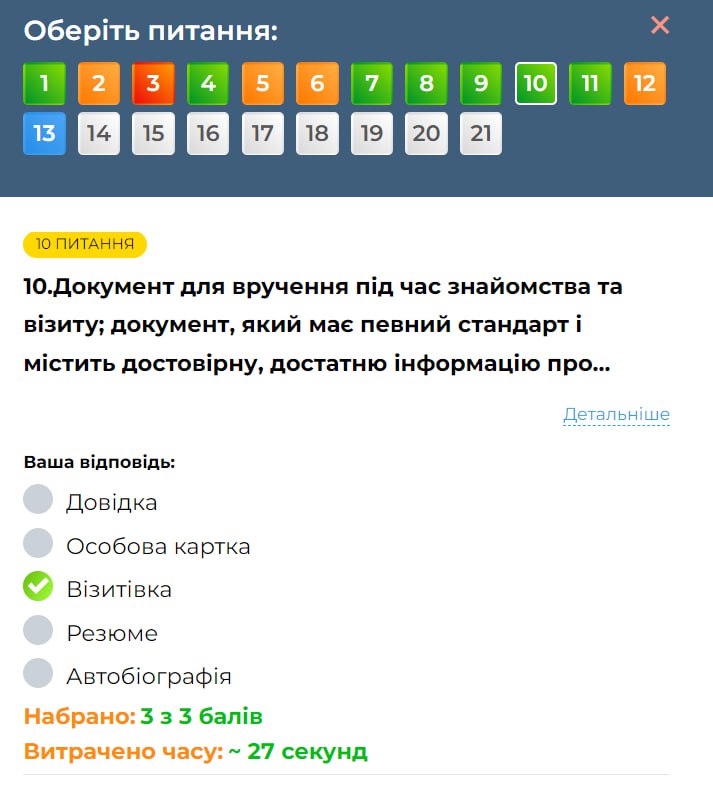 Оберіть питання:
1 2 3 4 5 6 7 8 9 10 11 12
13 14 15 16 17 18 19 20 21
10 ПИТАННЯ
10.Документ для вручення під час знайомства та
візиту; документ, який має певний стандарт і
містить достовірну, достатню інформацію про...
Детальніше
Ваша відповідь:
Довідка
Особова картка
Візитівка
Резюме
Автобіографія
Набрано: 3 з 3 балів
Витрачено часу: ~ 27 секунд